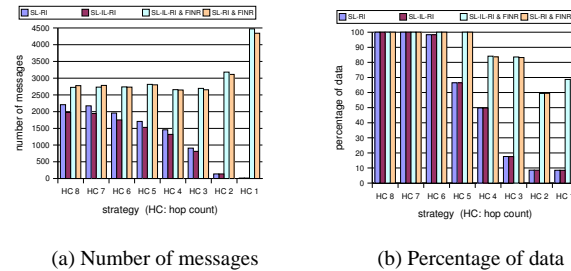 SL-RI SL-IL-RI SL-IL-RI & FINR SL-RI & FINR
number of messages
4500
4000
3500
3000
2500
2000
1500
1000
500
0
HC 8 HC 7 HC 6 HC 5 HC 4 HC 3 HC 2 HC 1
strategy (HC: hop count)
(a) Number of messages
SL-RI SL-IL-RI SL-IL-RI & FINR SL-RI & FINR
percentage of data
100
90
80
70
60
50
40
30
20
10
0
HC 8 HC 7 HC 6 HC 5 HC 4 HC 3 HC 2 HC
strategy (HC: hop count)
(b) Percentage of data